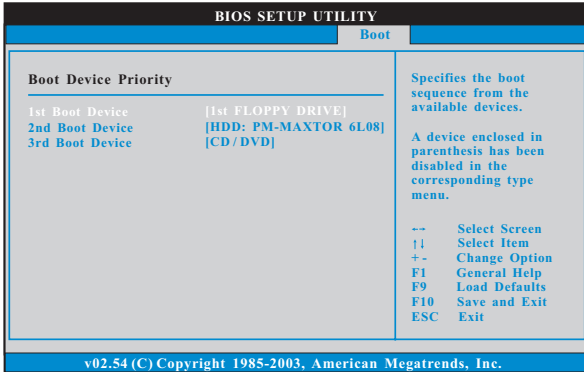 BIOS SETUP UTILITY
Boot
Boot Device Priority
1st Boot Device [1st FLOPPY DRIVE]
2nd Boot Device [HDD: PM-MAXTOR 6L08]
3rd Boot Device [CD/DVD]
Specifies the boot
sequence from the
available devices.
A device enclosed in
parenthesis has been
disabled in the
corresponding type
menu.
←→ Select Screen
↑↓ Select Item
+- Change Option
F1 General Help
F9 Load Defaults
F10 Save and Exit
ESC Exit
v02.54 (C) Copyright 1985-2003, American Megatrends, Inc.